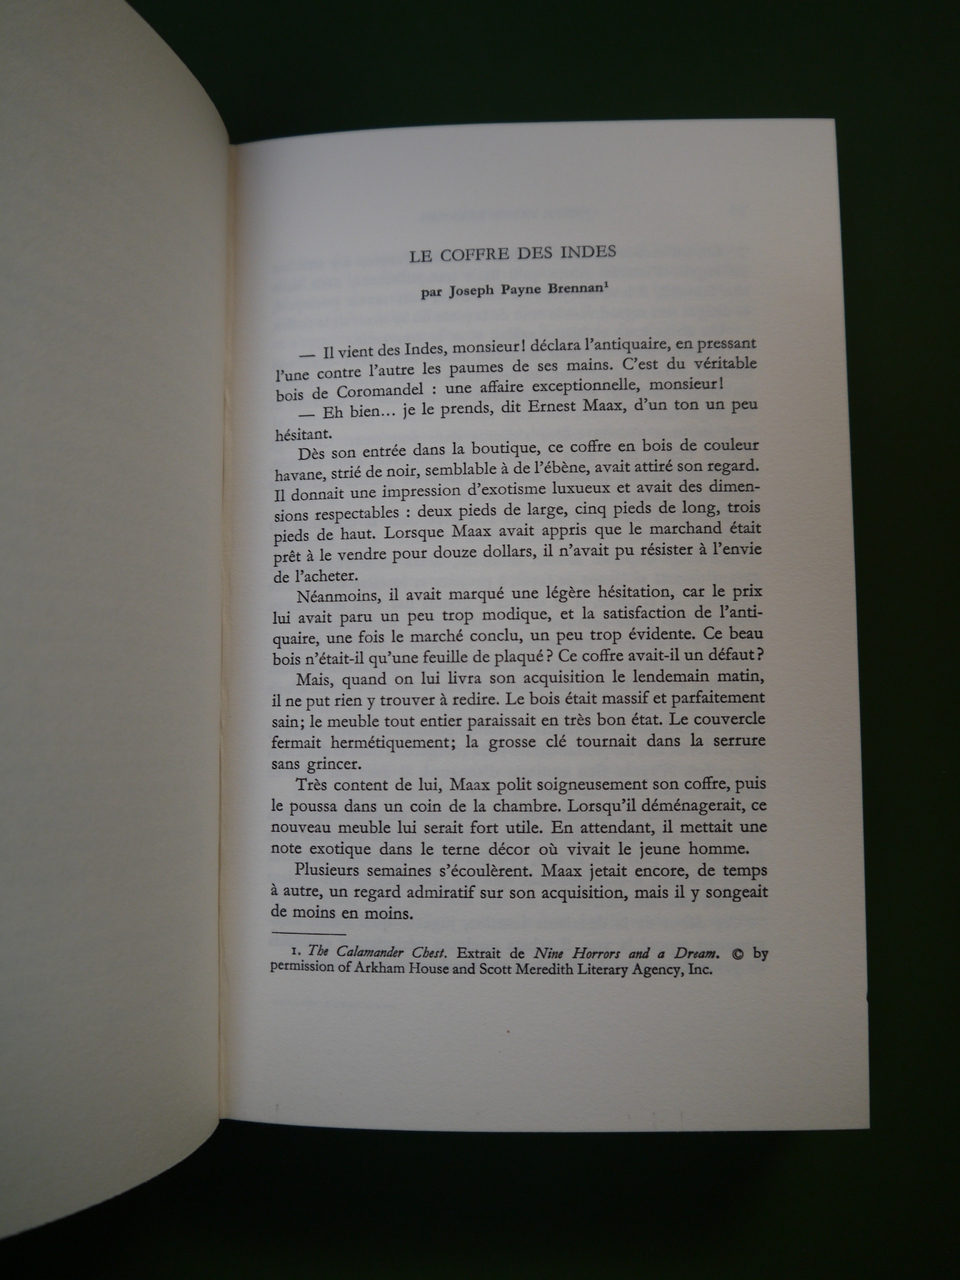 LE COFFRE DES INDES
par Joseph Payne Brennan¹
— Il vient des Indes, monsieur! déclara l'antiquaire, en pressant
l'une contre l'autre les paumes de ses mains. C'est du véritable
bois de Coromandel : une affaire exceptionnelle, monsieur!
— Eh bien... je le prends, dit Ernest Maax, d'un ton un peu
hésitant.
Dès son entrée dans la boutique, ce coffre en bois de couleur
havane, strié de noir, semblable à de l'ébène, avait attiré son regard.
Il donnait une impression d'exotisme luxueux et avait des dimen-
sions respectables : deux pieds de large, cinq pieds de long, trois
pieds de haut. Lorsque Maax avait appris que le marchand était
prêt à le vendre pour douze dollars, il n'avait pu résister à l'envie
de l'acheter.
Néanmoins, il avait marqué une légère hésitation, car le prix
lui avait paru un peu trop modique, et la satisfaction de l'anti-
quaire, une fois le marché conclu, un peu trop évidente. Ce beau
bois n'était-il qu'une feuille de plaqué? Ce coffre avait-il un défaut?
Mais, quand on lui livra son acquisition le lendemain matin,
il ne put rien y trouver à redire. Le bois était massif et parfaitement
sain; le meuble tout entier paraissait en très bon état. Le couvercle
fermait hermétiquement; la grosse clé tournait dans la serrure
sans grincer.
Très content de lui, Maax polit soigneusement son coffre, puis
le poussa dans un coin de la chambre. Lorsqu'il déménagerait, ce
nouveau meuble lui serait fort utile. En attendant, il mettait une
note exotique dans le terne décor où vivait le jeune homme.
Plusieurs semaines s'écoulèrent. Maax jetait encore, de temps
à autre, un regard admiratif sur son acquisition, mais il y songeait
de moins en moins.
1. The Calamander Chest. Extrait de Nine Horrors and a Dream. © by
permission of Arkham House and Scott Meredith Literary Agency, Inc.